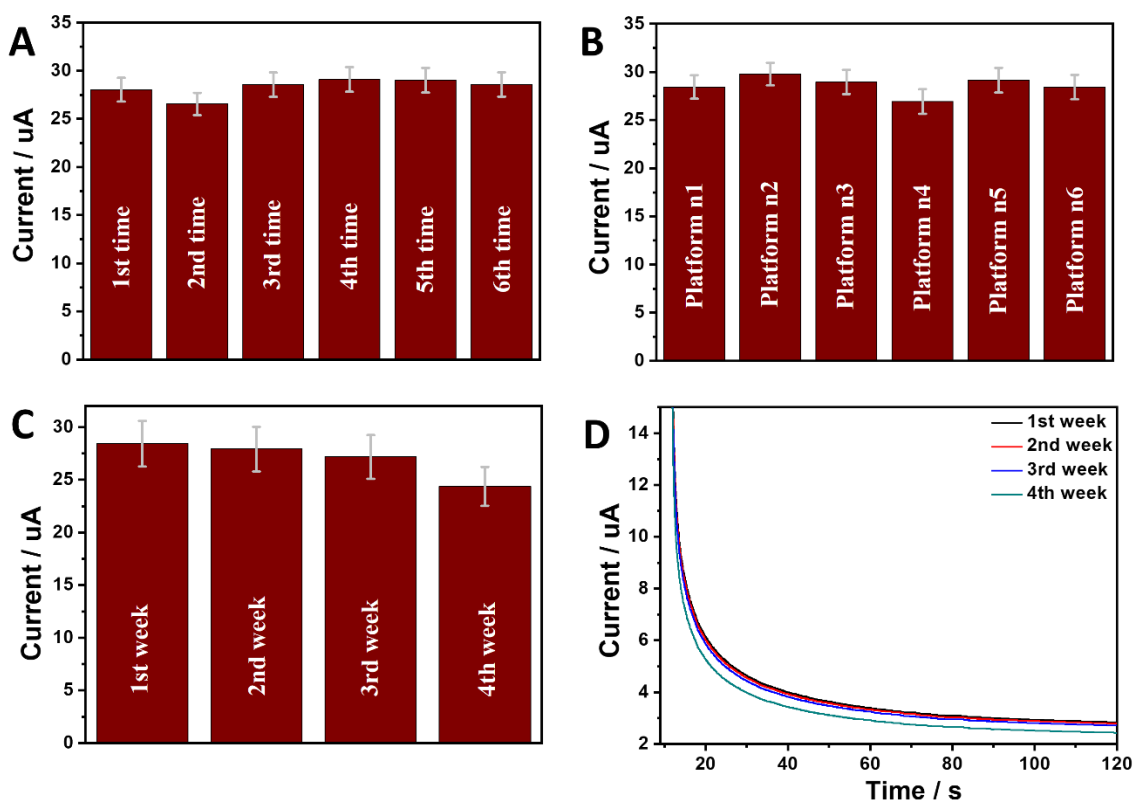 A
Current / uA
35
30
25
20
15
10
5
0
1st time
2nd time
3rd time
4th time
5th time
6th time
B
Current / uA
35
30
25
20
15
10
5
0
Platform n1
Platform n2
Platform n3
Platform n4
Platform n5
Platform n6
C
Current / uA
30
25
20
15
10
5
0
1st week
2nd week
3rd week
4th week
D
Current / uA
14
12
10
8
6
4
2
1st week
2nd week
3rd week
4th week
20 40 60 80 100 120
Time / s